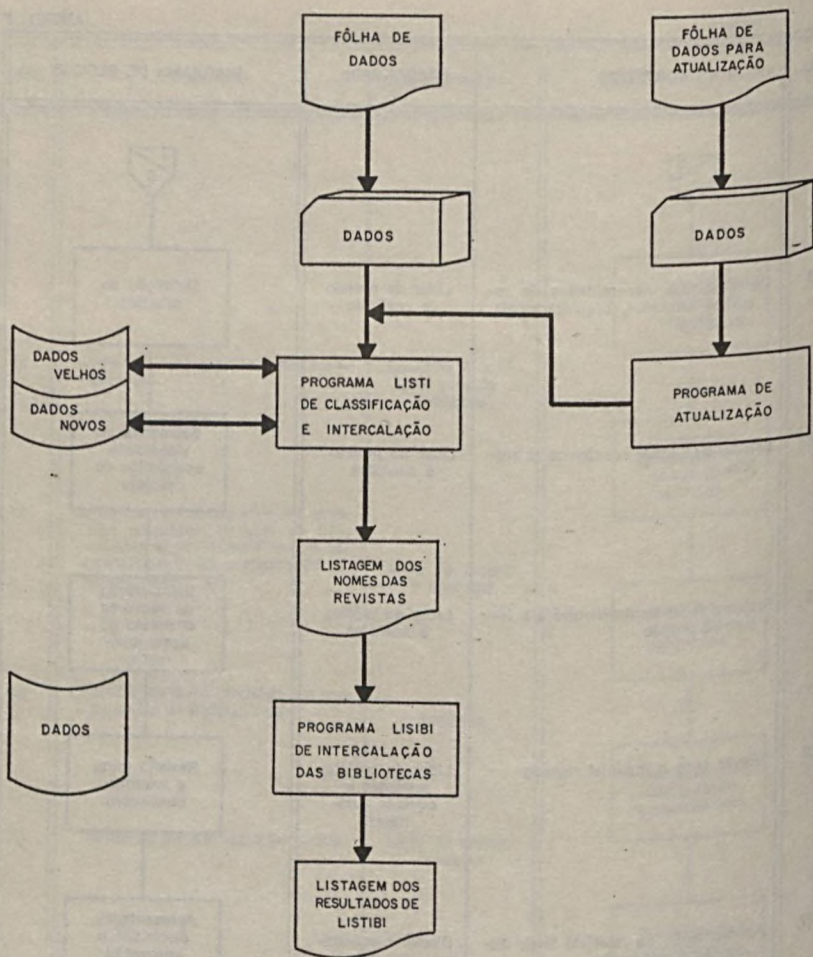 FÔLHA DE
DADOS
FÔLHA DE
DADOS PARA
ATUALIZAÇÃO
DADOS
DADOS
DADOS
VELHOS
DADOS
NOVOS
PROGRAMA LISTI
DE CLASSIFICAÇÃO
E INTERCALAÇÃO
PROGRAMA DE
ATUALIZAÇÃO
LISTAGEM DOS
NOMES DAS
REVISTAS
DADOS
PROGRAMA LISIBI
DE INTERCALAÇÃO
DAS BIBLIOTECAS
LISTAGEM DOS
RESULTADOS DE
LISTIBI